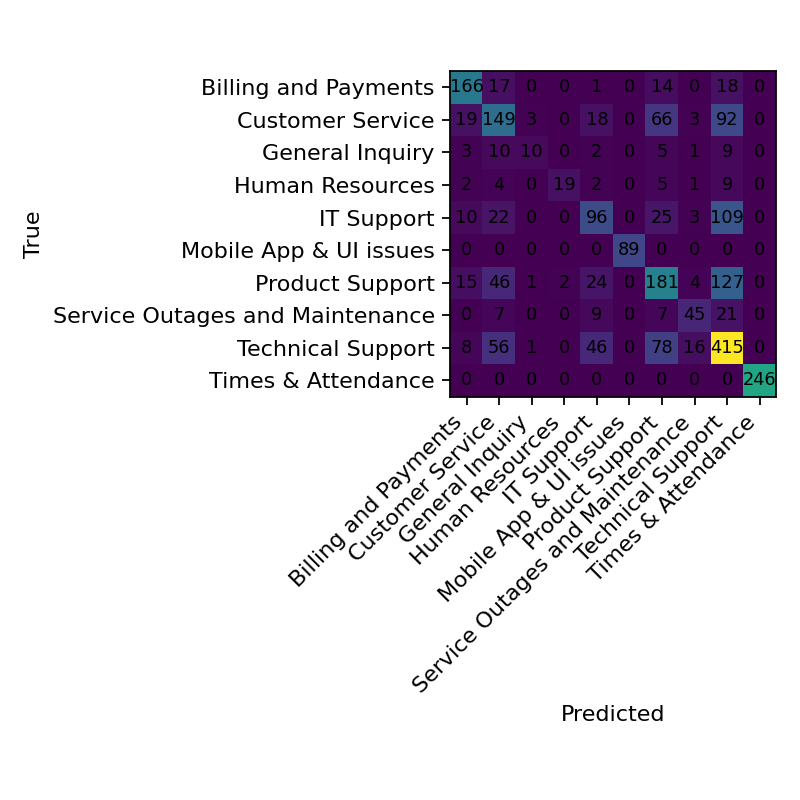 True
Billing and Payments 166 17 0 0 1 0 14 0 18 0
Customer Service 19 149 3 0 18 0 66 3 92 0
General Inquiry 3 10 10 0 2 0 5 1 9 0
Human Resources 2 4 0 19 2 0 5 1 9 0
IT Support 10 22 0 0 96 0 25 3 109 0
Mobile App & UI issues 0 0 0 0 0 89 0 0 0 0
Product Support 15 46 1 2 24 0 181 4 127 0
Service Outages and Maintenance 0 7 0 0 9 0 7 45 21 0
Technical Support 8 56 1 0 46 0 78 16 415 0
Times & Attendance 0 0 0 0 0 0 0 0 0 246
Billing and Payments
Customer Service
General Inquiry
Human Resources
IT Support
Mobile App & UI issues
Product Support
Service Outages and Maintenance
Technical Support
Times & Attendance
Predicted